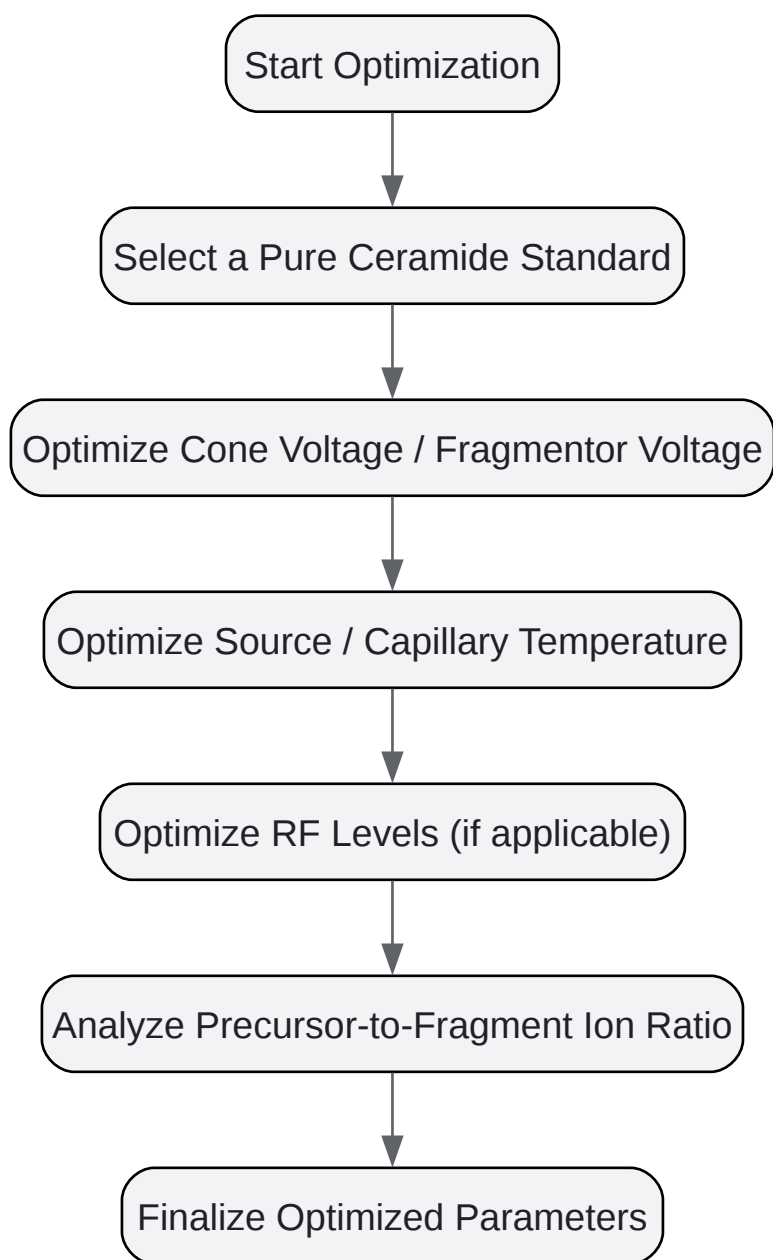 Start Optimization
Select a Pure Ceramide Standard
Optimize Cone Voltage / Fragmentor Voltage
Optimize Source / Capillary Temperature
Optimize RF Levels (if applicable)
Analyze Precursor-to-Fragment Ion Ratio
Finalize Optimized Parameters